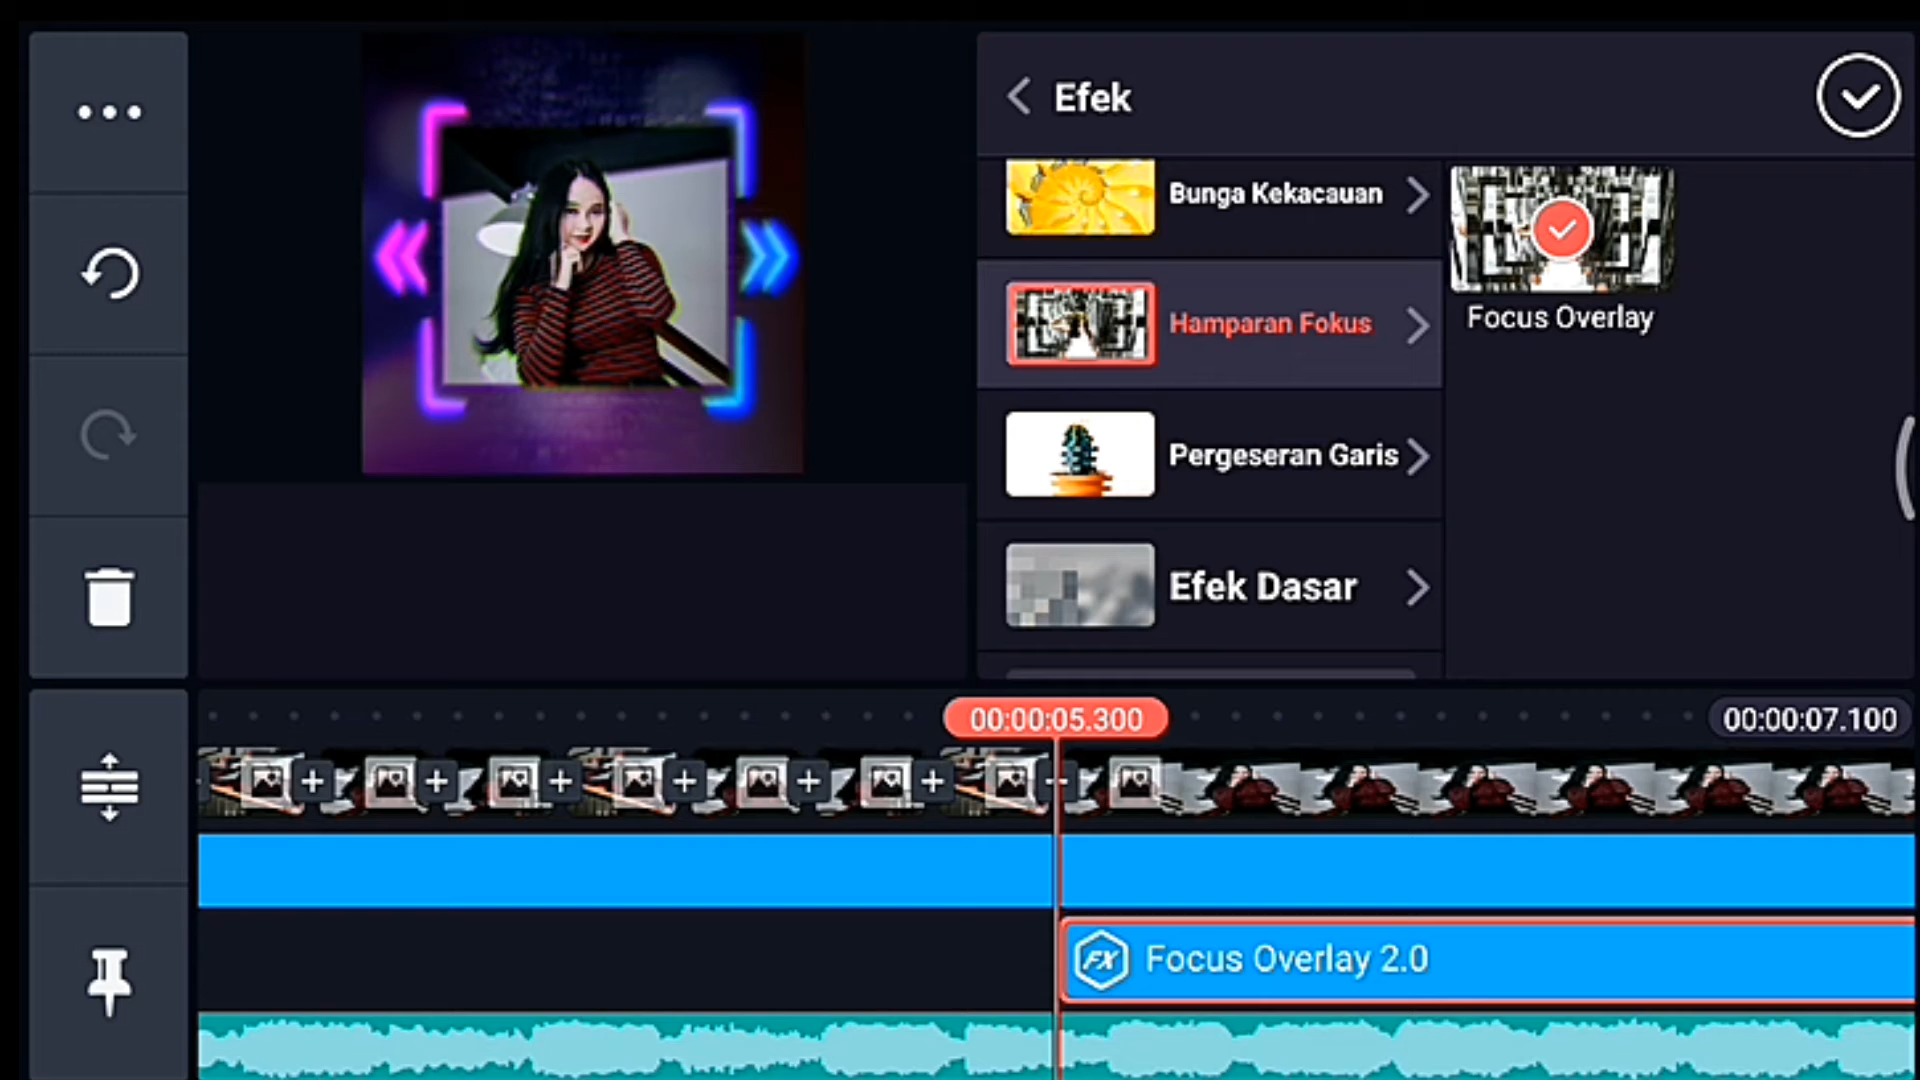 Efek
Bunga Kekacauan
Hamparan Fokus
Focus Overlay
Pergeseran Garis
Efek Dasar
00:00:05.300
00:00:07.100
FX Focus Overlay 2.0